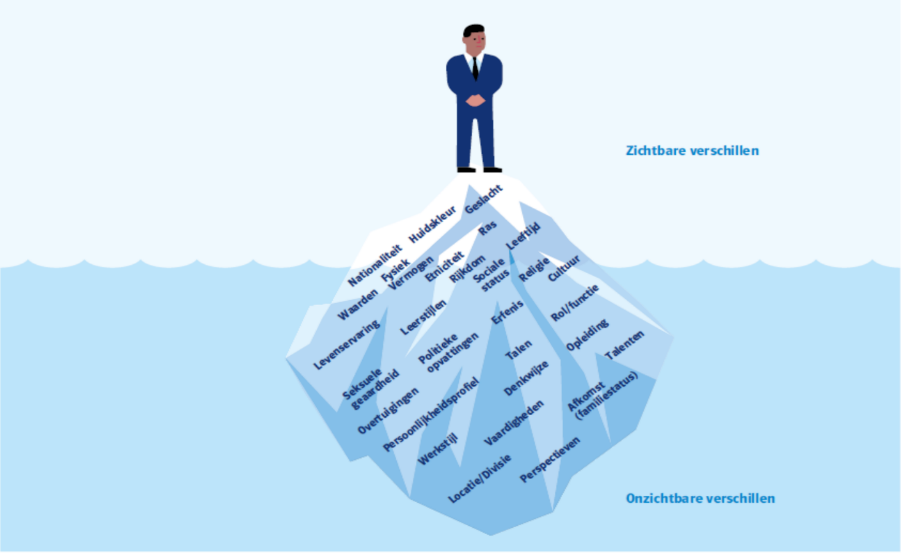 Zichtbare verschillen
Geslacht
Huidskleur
Ras
Leeftijd
Nationaliteit
Fysiek
Vermogen
Etniciteit
Rijkdom
Sociale
status
Religie
Cultuur
Waarden
Leerstijlen
Erfenis
Rol/functie
Levenservaring
Politieke
opvattingen
Talen
Opleiding
Talenten
Seksuele
geaardheid
Overtuigingen
Persoonlijkheidsprofiel
Denkwijze
Afkomst
(familiestatus)
Werkstijl
Vaardigheden
Locatie/Divisie
Perspectieven
Onzichtbare verschillen